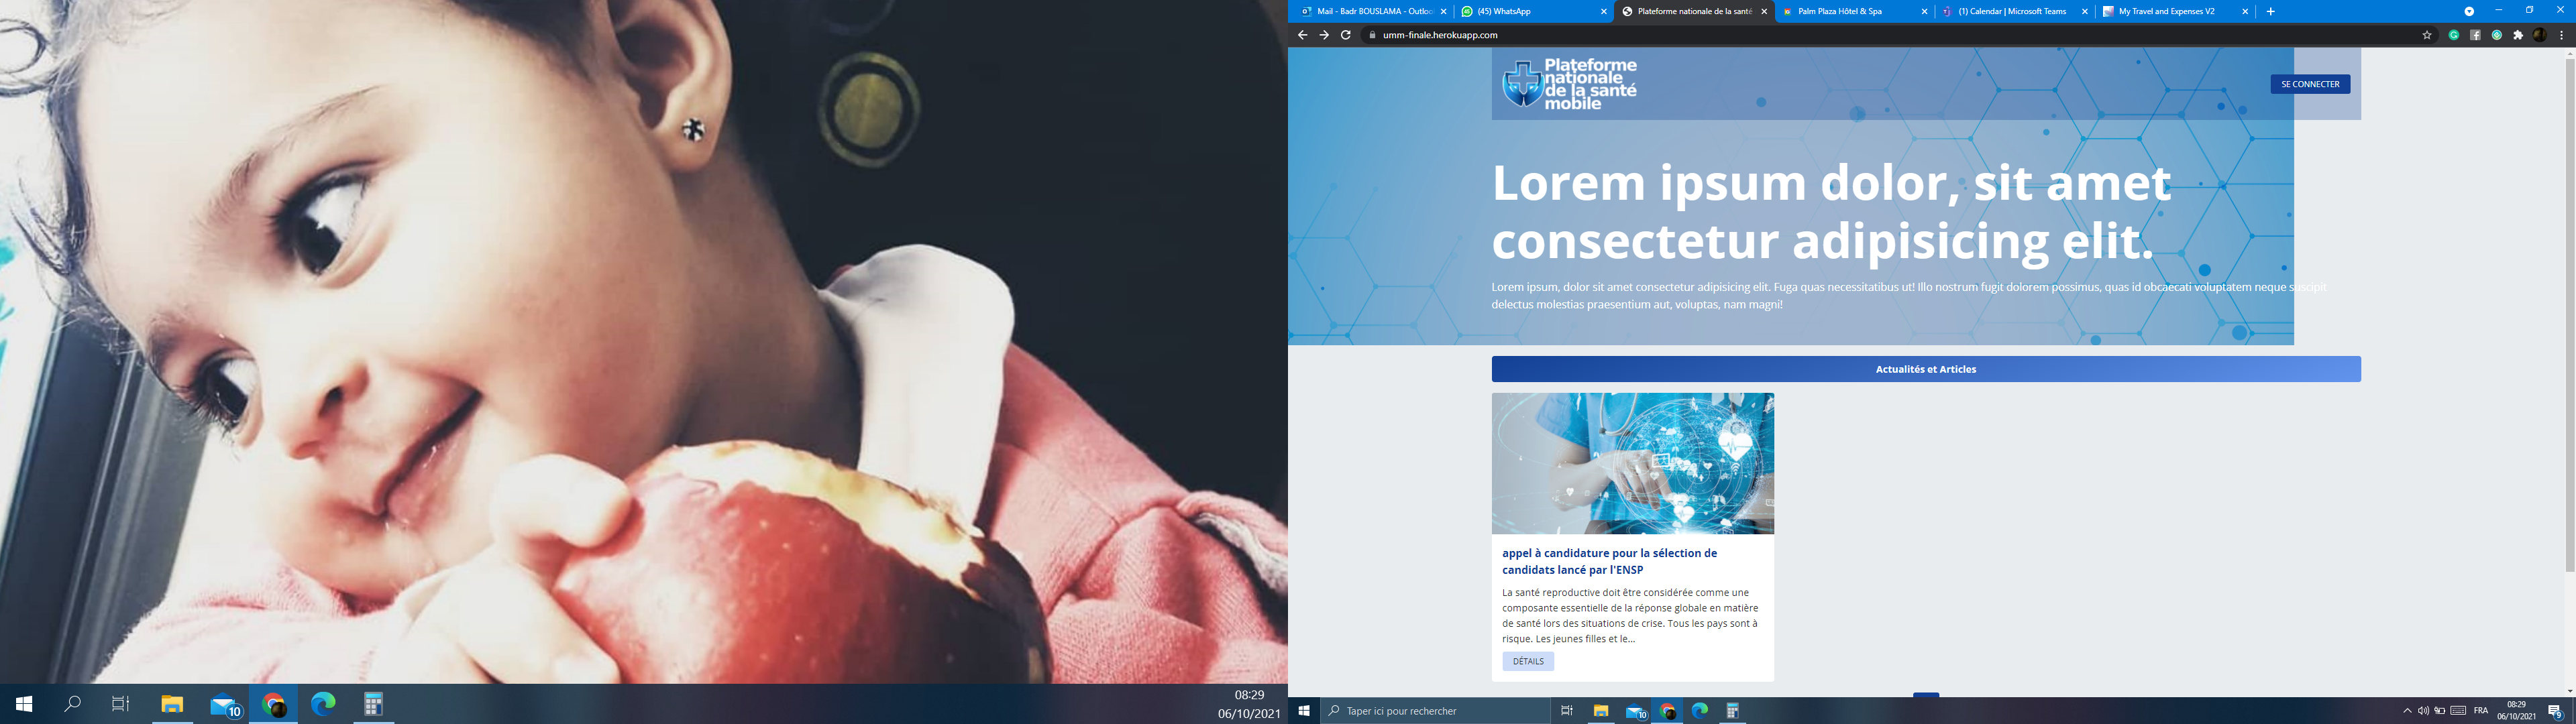 08:29
06/10/2021
10
Mail - Badr BOUSLAMA - Outloo
(45) WhatsApp
Plateforme nationale de la santé
Palm Plaza Hôtel & Spa
(1) Calendar | Microsoft Teams
My Travel and Expenses V2
umm-finale.herokuapp.com
Plateforme
nationale
de la santé
mobile
SE CONNECTER
Lorem ipsum dolor, sit amet
consectetur adipisicing elit.
Lorem ipsum, dolor sit amet consectetur adipisicing elit. Fuga quas necessitatibus ut! Illo nostrum fugit dolorem possimus, quas id obcaecati voluptatem neque suscipit
delectus molestias praesentium aut, voluptas, nam magni!
Actualités et Articles
appel à candidature pour la sélection de
candidats lancé par l'ENSP
La santé reproductive doit être considérée comme une
composante essentielle de la réponse globale en matière
de santé lors des situations de crise. Tous les pays sont à
risque. Les jeunes filles et le...
DÉTAILS
Taper ici pour rechercher
10
FRA
08:29
06/10/2021
9